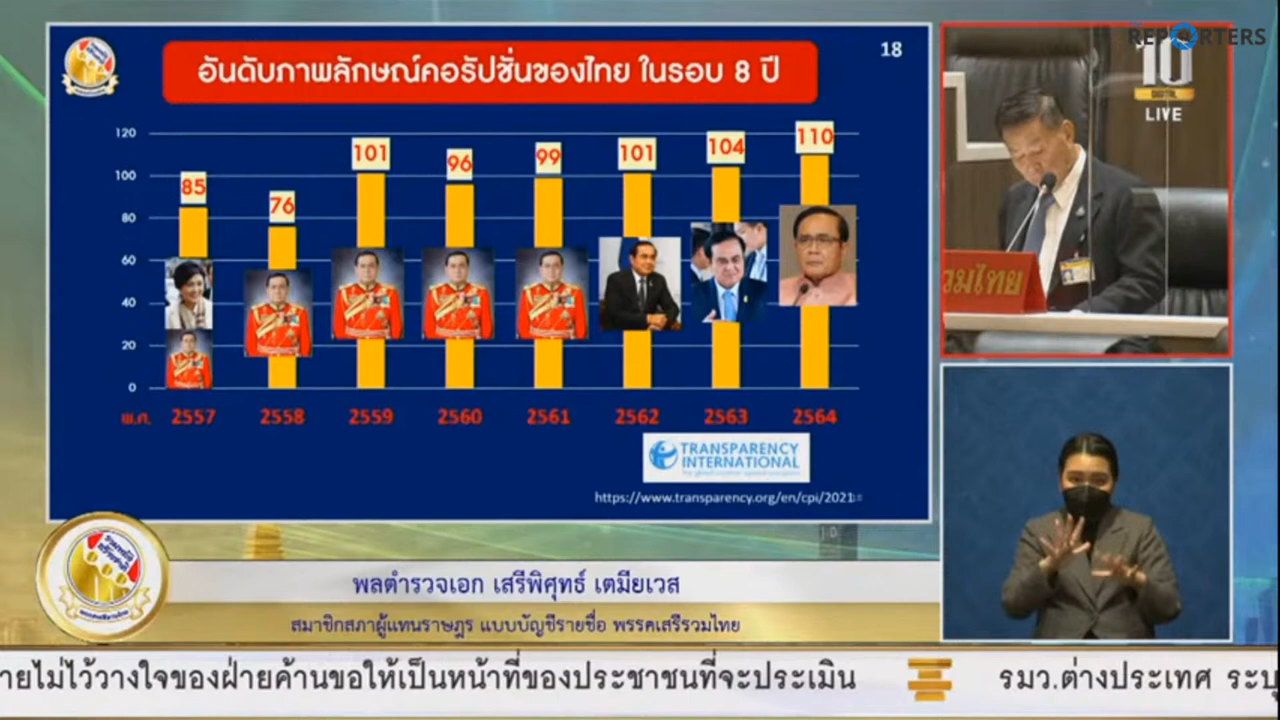 REPORTERS
18
อันดับภาพลักษณ์คอรัปชั่นของไทย ในรอบ 8 ปี
10
DIGITAL
LIVE
120
100
80
60
40
20
0
85
76
101
96
99
101
104
110
พ.ศ. 2557 2558 2559 2560 2561 2562 2563 2564
TRANSPARENCY
INTERNATIONAL
https://www.transparency.org/en/cpi/2021
รวมไทย
พลตำรวจเอก เสรีพิศุทธ์ เตมียเวส
สมาชิกสภาผู้แทนราษฎร แบบบัญชีรายชื่อ พรรคเสรีรวมไทย
ายไม่ไว้วางใจของฝ่ายค้านขอให้เป็นหน้าที่ของประชาชนที่จะประเมิน รมว.ต่างประเทศ ระบุ